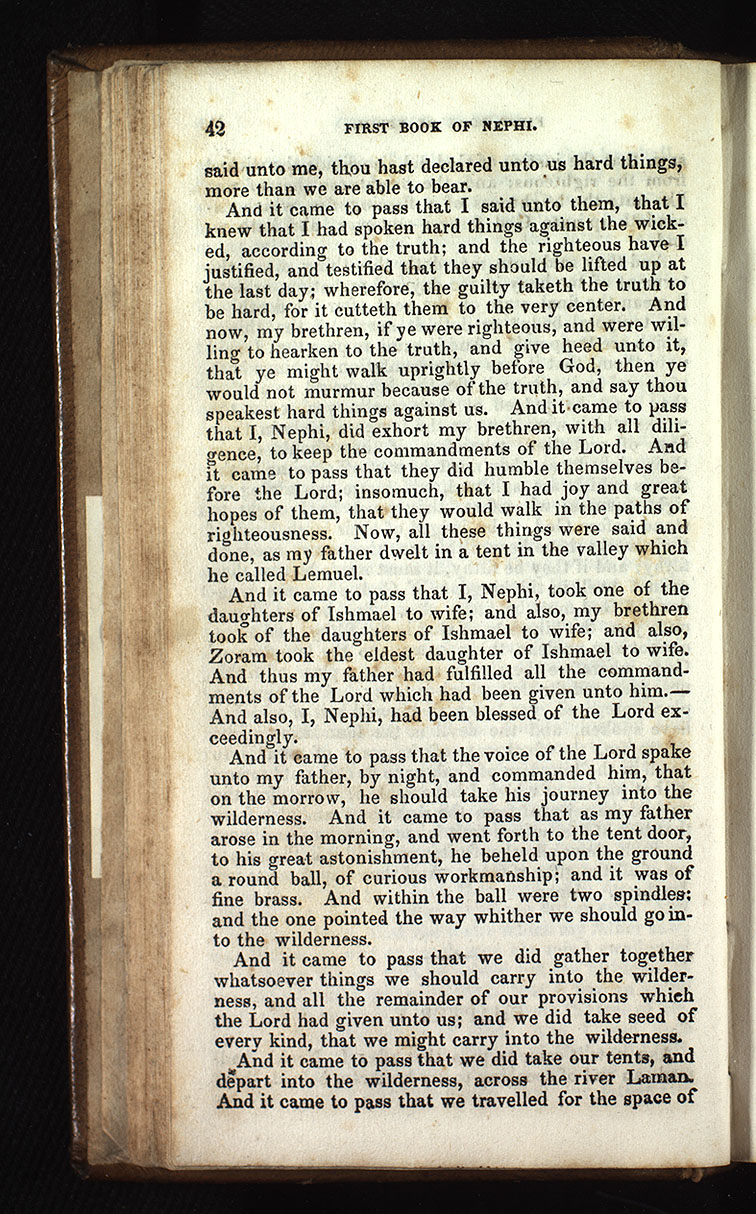 42 FIRST BOOK OF NEPHI.
said unto me, thou hast declared unto us hard things,
more than we are able to bear.
And it came to pass that I said unto them, that I
knew that I had spoken hard things against the wick-
ed, according to the truth; and the righteous have I
justified, and testified that they should be lifted up at
the last day; wherefore, the guilty taketh the truth to
be hard, for it cutteth them to the very center. And
now, my brethren, if ye were righteous, and were wil-
ling to hearken to the truth, and give heed unto it,
that ye might walk uprightly before God, then ye
would not murmur because of the truth, and say thou
speakest hard things against us. And it came to pass
that I, Nephi, did exhort my brethren, with all dili-
gence, to keep the commandments of the Lord. And
it came to pass that they did humble themselves be-
fore the Lord; insomuch, that I had joy and great
hopes of them, that they would walk in the paths of
righteousness. Now, all these things were said and
done, as my father dwelt in a tent in the valley which
he called Lemuel.
And it came to pass that I, Nephi, took one of the
daughters of Ishmael to wife; and also, my brethren
took of the daughters of Ishmael to wife; and also,
Zoram took the eldest daughter of Ishmael to wife.
And thus my father had fulfilled all the command-
ments of the Lord which had been given unto him.—
And also, I, Nephi, had been blessed of the Lord ex-
ceedingly.
And it came to pass that the voice of the Lord spake
unto my father, by night, and commanded him, that
on the morrow, he should take his journey into the
wilderness. And it came to pass that as my father
arose in the morning, and went forth to the tent door,
to his great astonishment, he beheld upon the ground
a round ball, of curious workmanship; and it was of
fine brass. And within the ball were two spindles:
and the one pointed the way whither we should go in-
to the wilderness.
And it came to pass that we did gather together
whatsoever things we should carry into the wilder-
ness, and all the remainder of our provisions which
the Lord had given unto us; and we did take seed of
every kind, that we might carry into the wilderness.
And it came to pass that we did take our tents, and
depart into the wilderness, across the river Laman.
And it came to pass that we travelled for the space of